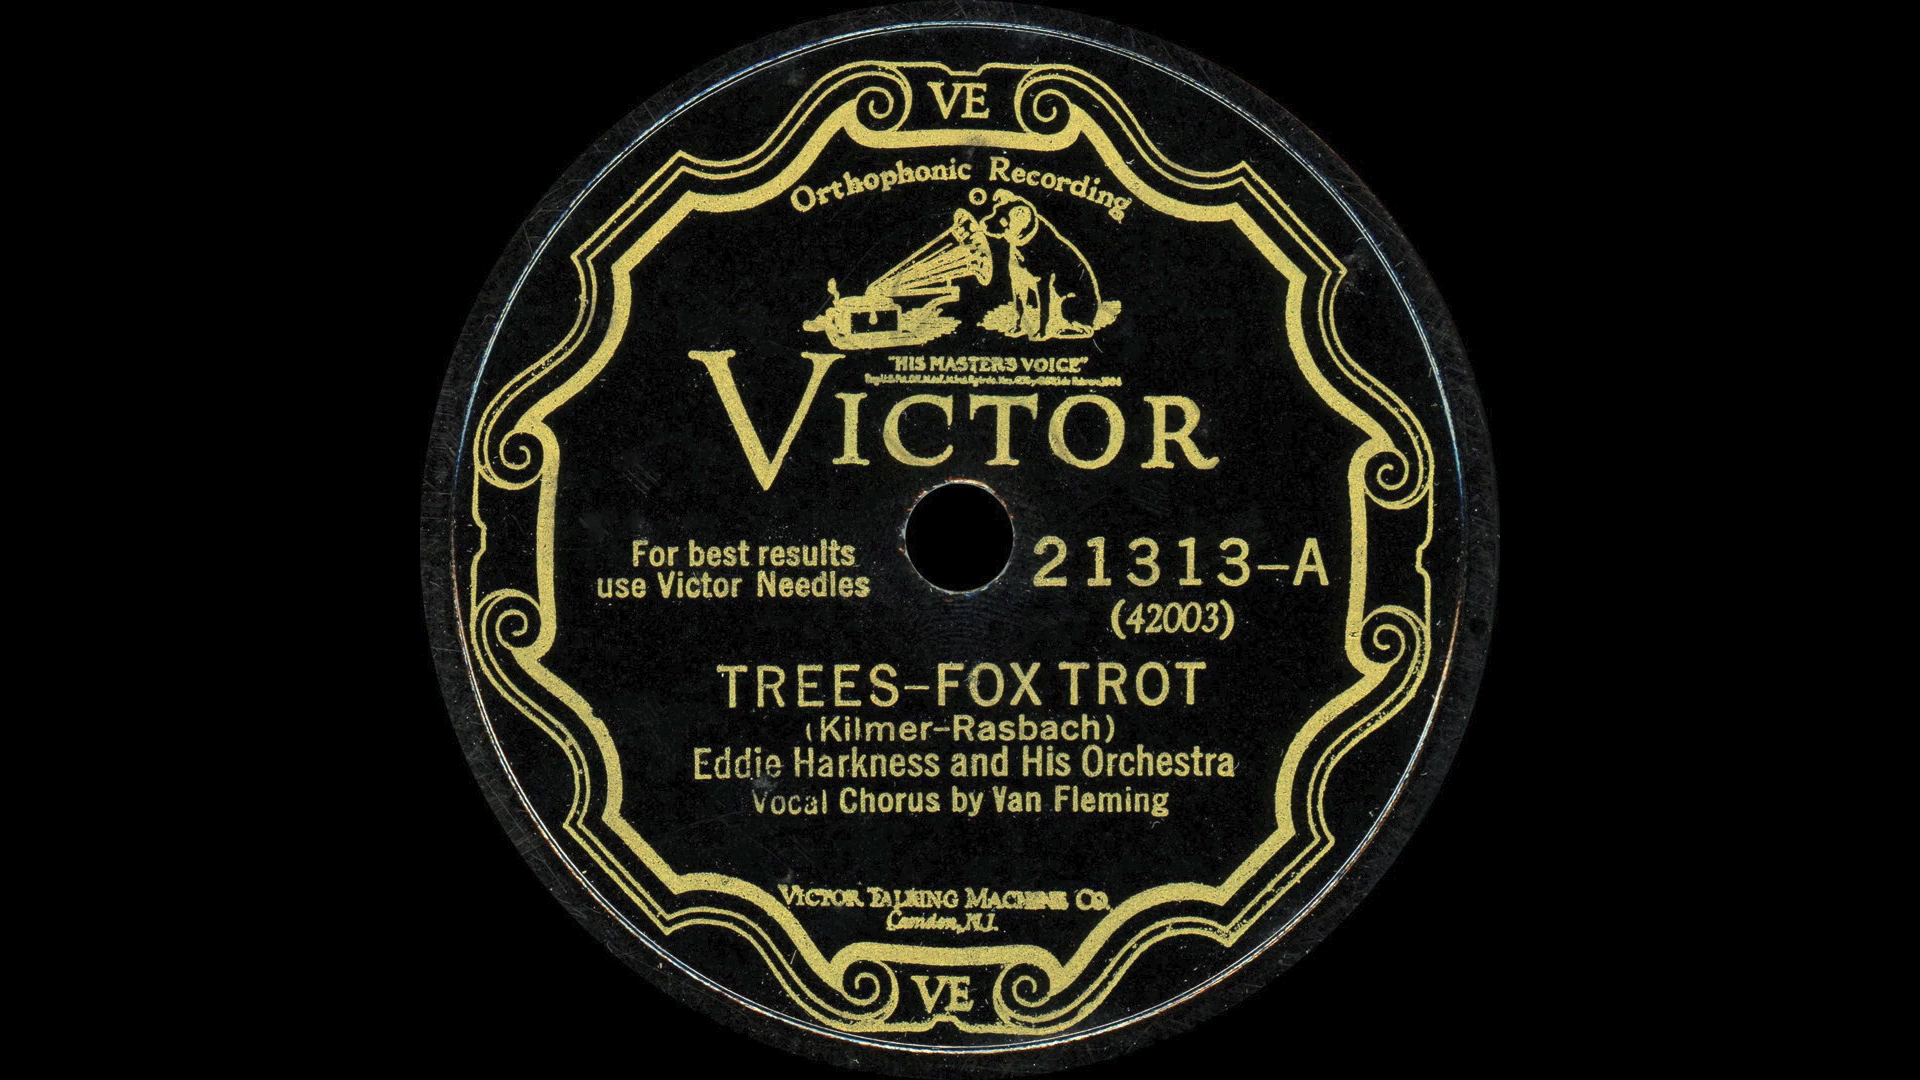 VE
Orthophonic Recording
"HIS MASTER'S VOICE"
VICTOR
For best results
use Victor Needles
21313-A
(42003)
TREES-FOX TROT
(Kilmer-Rasbach)
Eddie Harkness and His Orchestra
Vocal Chorus by Van Fleming
VICTOR TALKING MACHINE CO.
Camden, N.J.
VE